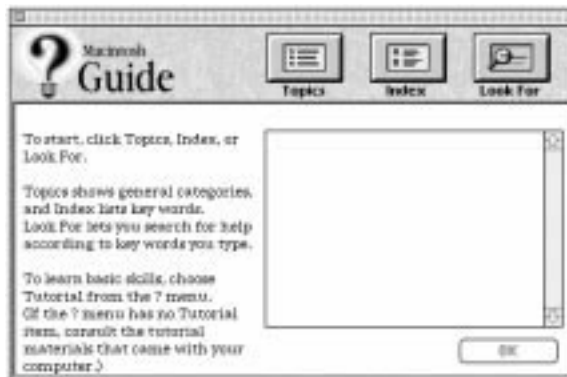 Macintosh
Guide
Topics
Index
Look For
To start, click Topics, Index, or
Look For.
Topics shows general categories,
and Index lists key words.
Look For lets you search for help
according to key words you type.
To learn basic skills, choose
Tutorial from the ? menu.
(If the ? menu has no Tutorial
item, consult the tutorial
materials that came with your
computer.)
OK